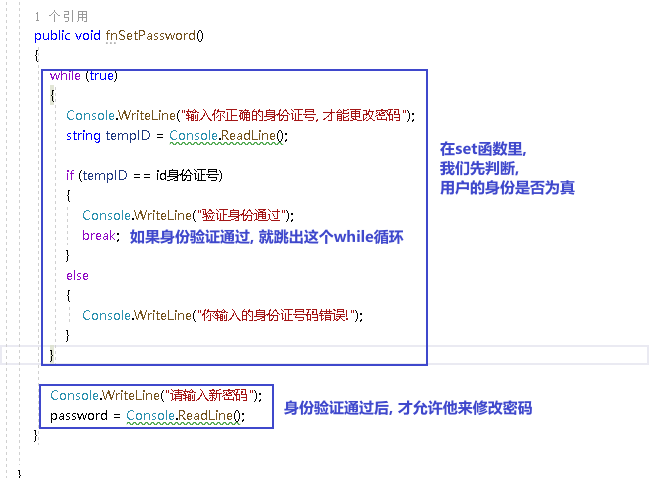 1 个引用
public void fnSetPassword()
{
while (true)
{
Console.WriteLine("输入你正确的身份证号, 才能更改密码");
string tempID = Console.ReadLine();
在set函数里,
我们先判断,
用户的身份是否为真
if (tempID == id身份证号)
{
Console.WriteLine("验证身份通过");
break; 如果身份验证通过, 就跳出这个while循环
}
else
{
Console.WriteLine("你输入的身份证号码错误!");
}
}
Console.WriteLine("请输入新密码");
password = Console.ReadLine();
身份验证通过后, 才允许他来修改密码
}
}